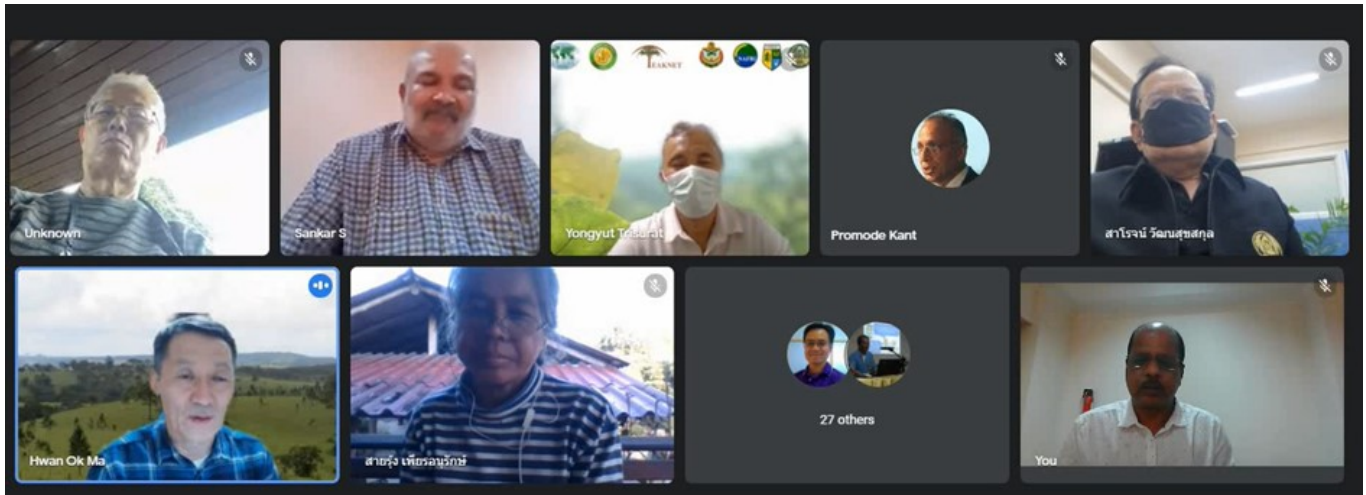 TEAKNET
NAFRI
Unknown
Sankar S
Yongyut Trisurat
Promode Kant
สาโรจน์ วัฒนสุขสกุล
Hwan Ok Ma
สายรุ้ง เพียรอนุรักษ์
27 others
You